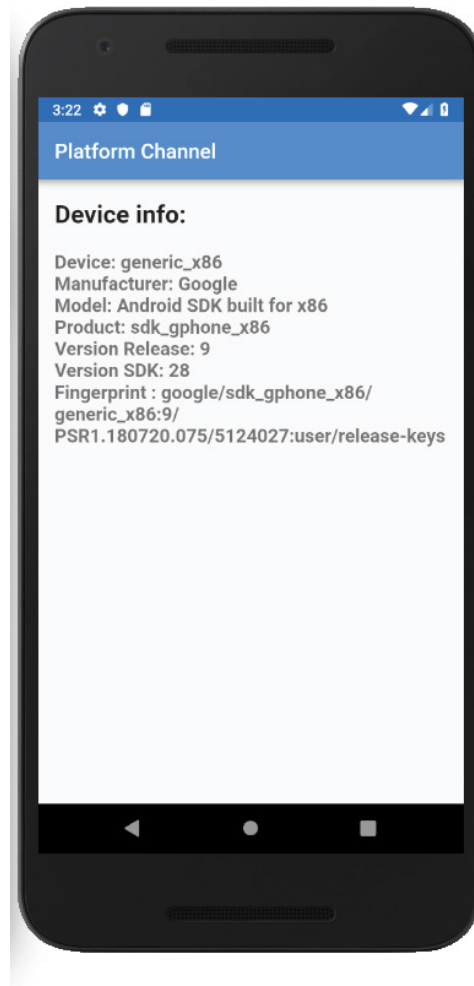 3:22
Platform Channel
Device info:
Device: generic_x86
Manufacturer: Google
Model: Android SDK built for x86
Product: sdk_gphone_x86
Version Release: 9
Version SDK: 28
Fingerprint : google/sdk_gphone_x86/
generic_x86:9/
PSR1.180720.075/5124027:user/release-keys